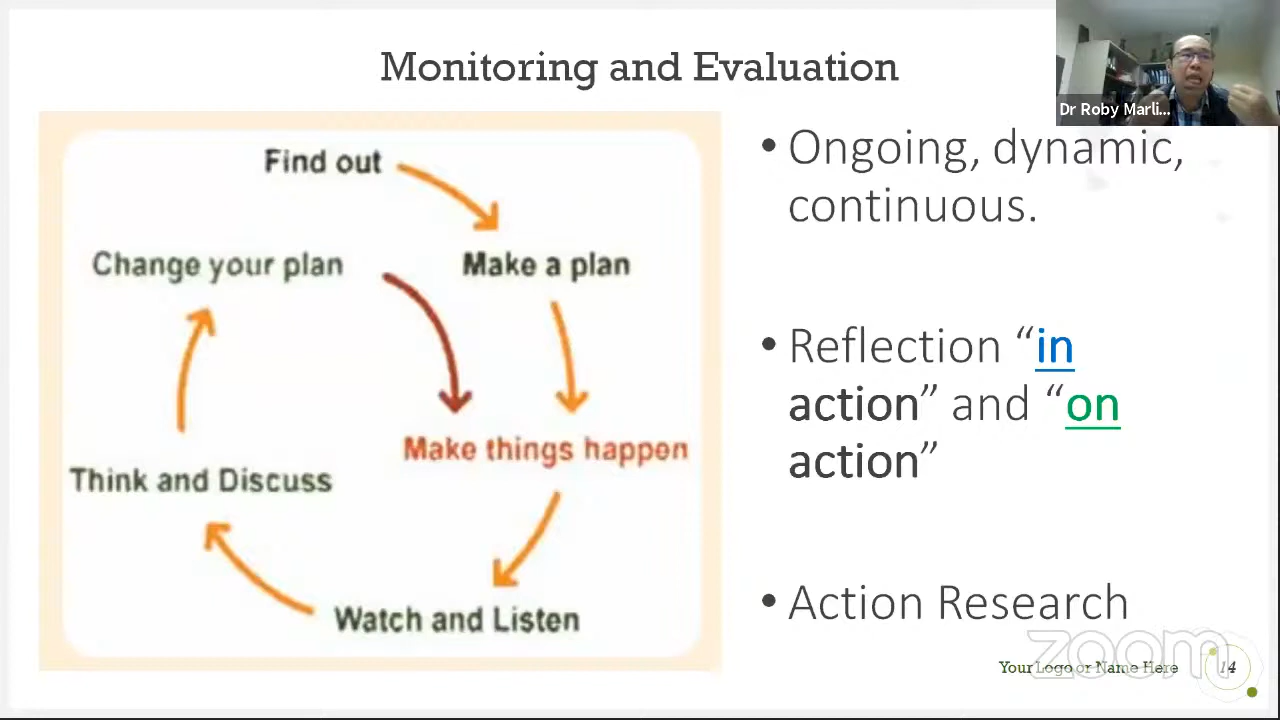 Monitoring and Evaluation
Dr Roby Marli...
Find out
Change your plan
Make a plan
Make things happen
Think and Discuss
Watch and Listen
• Ongoing, dynamic,
continuous.
• Reflection “in
action” and “on
action”
• Action Research
zoom
Your Logo or Name Here
14